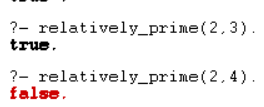 ?- relatively_prime(2,3).
true.
?- relatively_prime(2,4).
false.